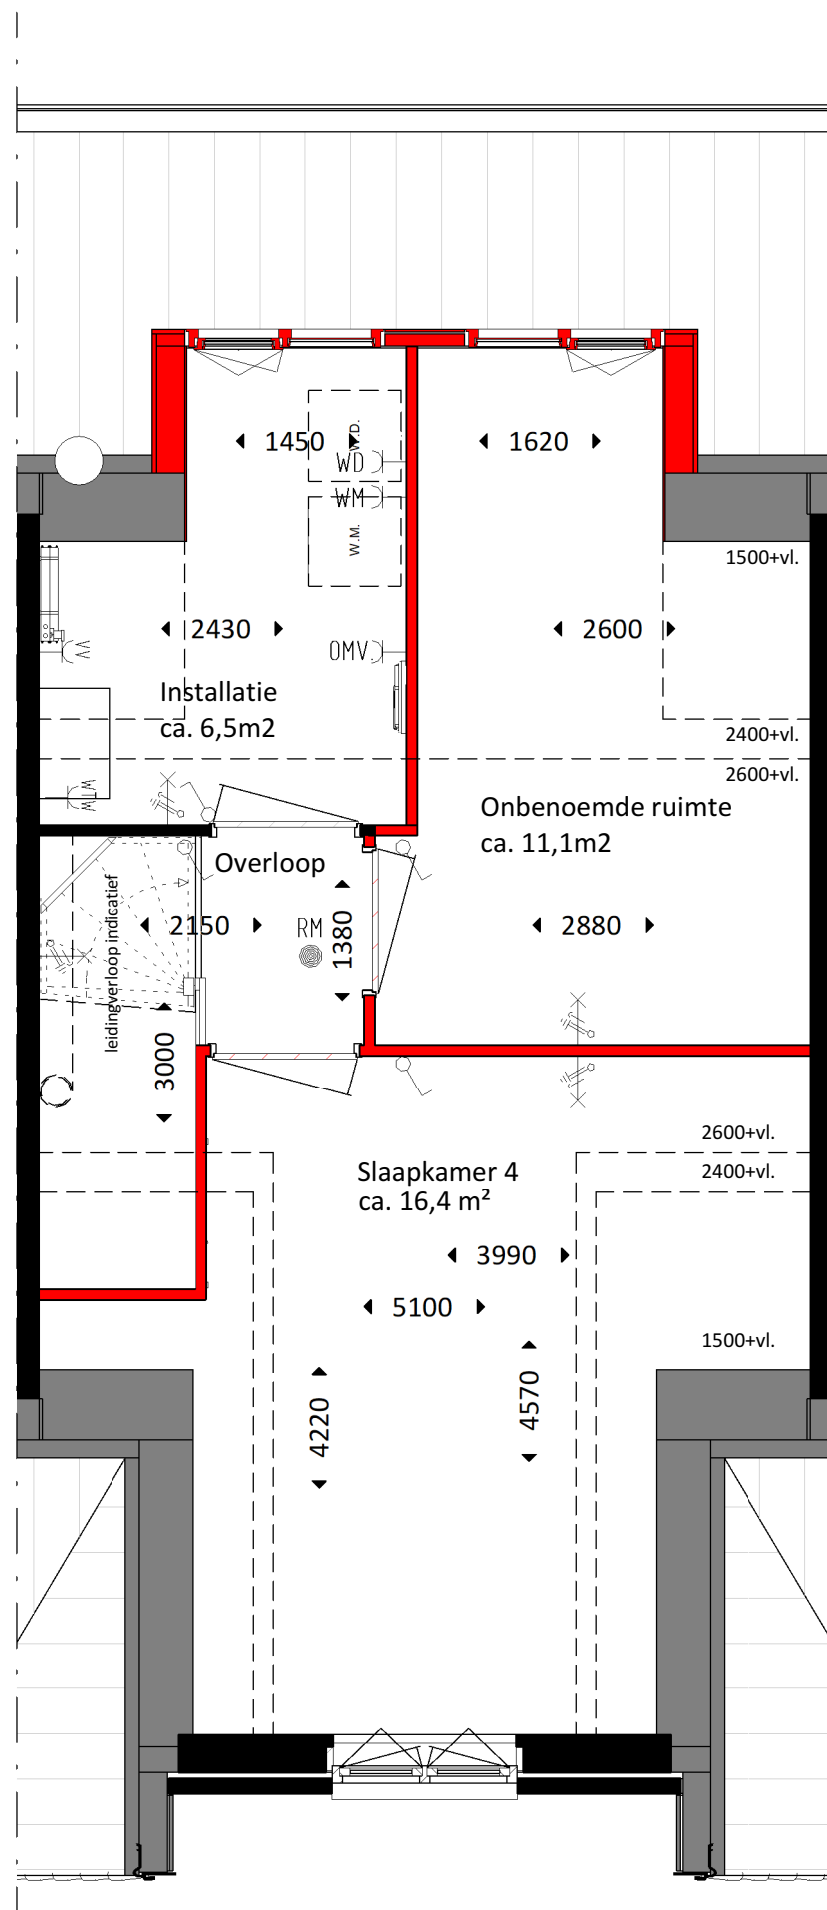 1450
W.D.
WD
WM
W.M.
1620
1500+vl.
2430
OMV.
2600
Installatie
ca. 6,5m2
2400+vl.
2600+vl.
Onbenoemde ruimte
ca. 11,1m2
Overloop
leidingverloop indicatief
2150
RM
1380
2880
3000
2600+vl.
Slaapkamer 4
ca. 16,4 m²
2400+vl.
3990
5100
1500+vl.
4220
4570